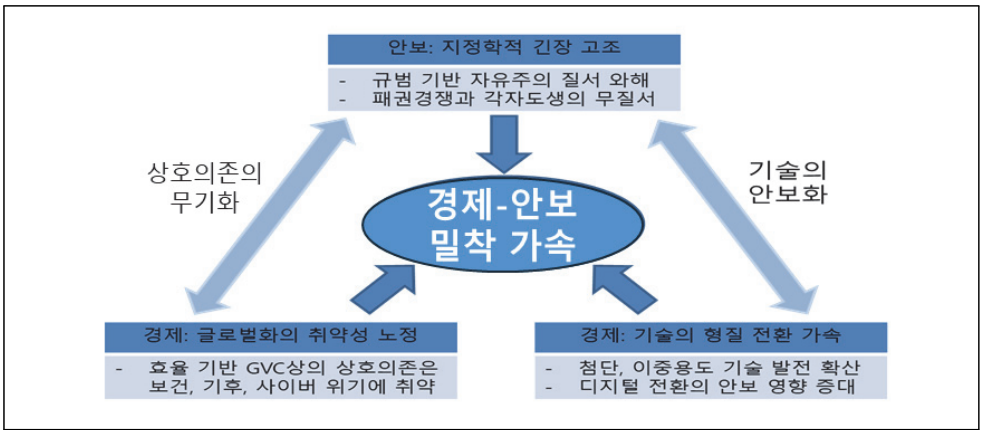 안보: 지정학적 긴장 고조
- 규범 기반 자유주의 질서 와해
- 패권경쟁과 각자도생의 무질서
상호의존의
무기화
기술의
안보화
경제-안보
밀착 가속
경제: 글로벌화의 취약성 노정
- 효율 기반 GVC상의 상호의존은
보건, 기후, 사이버 위기에 취약
경제: 기술의 형질 전환 가속
- 첨단, 이중용도 기술 발전 확산
- 디지털 전환의 안보 영향 증대